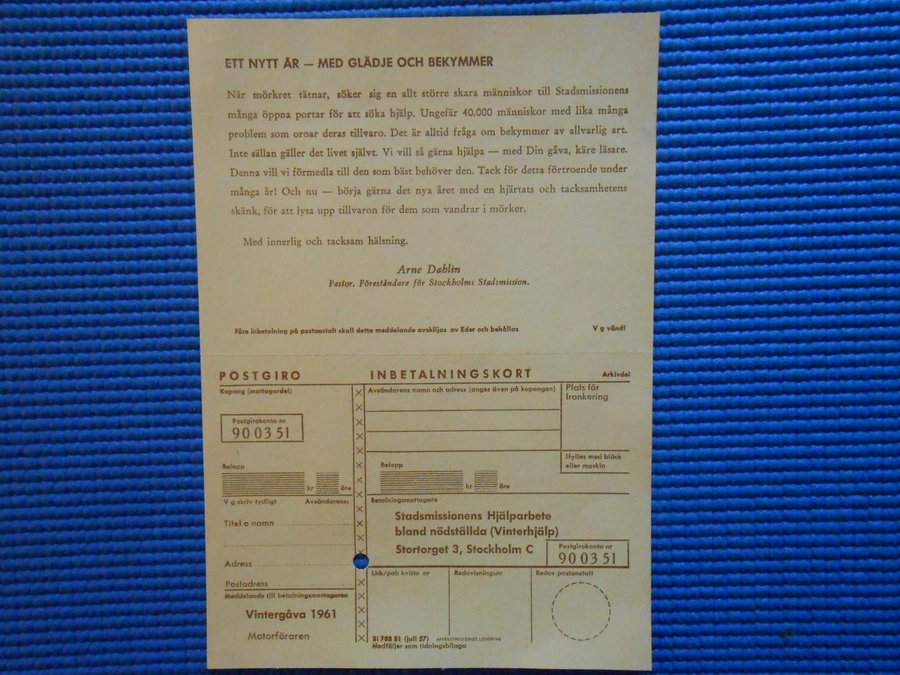 ETT NYTT ÅR — MED GLÄDJE OCH BEKYMMER
När mörkret tätnar, söker sig en allt större skara människor till Stadsmissionens
många öppna portar för att söka hjälp. Ungefär 40.000 människor med lika många
problem som oroar deras tillvaro. Det är alltid fråga om bekymmer av allvarlig art.
Inte sällan gäller det livet självt. Vi vill så gärna hjälpa — med Din gåva, käre läsare.
Denna vill vi förmedla till den som bäst behöver den. Tack för detta förtroende under
många år! Och nu — börja gärna det nya året med en hjärtats och tacksamhetens
skänk, för att lysa upp tillvaron för dem som vandrar i mörker.
Med innerlig och tacksam hälsning.
Arne Dahlin
Pastor. Föreståndare för Stockholms Stadsmission.
Före inbetalning på postanstalt skall detta meddelande avskiljas av Eder och behållas
V g vänd!
POSTGIRO
Kupong (mottagardel)
Postgirokonto nr
90 03 51
Belopp
kr öre
V g skriv tydligt Avsändarens:
Titel o namn
Adress
Postadress
Meddelande till betalningsmottagaren
Vintergåva 1961
Motorföraren
INBETALNINGSKORT
Arkivdel
Avsändarens namn och adress (anges även på kupongen)
Plats för
frankering
Ifylles med bläck
eller maskin
Belopp
kr öre
Betalningsmottagare
Stadsmissionens Hjälparbete
bland nödställda (Vinterhjälp)
Stortorget 3, Stockholm C
Postgirokonto nr
90 03 51
Löb/pob kvitto nr
Redovisningsnr
Redov postanstalt
Bl 702 E1 (juli 57)
Medföljer som tidningsbilaga